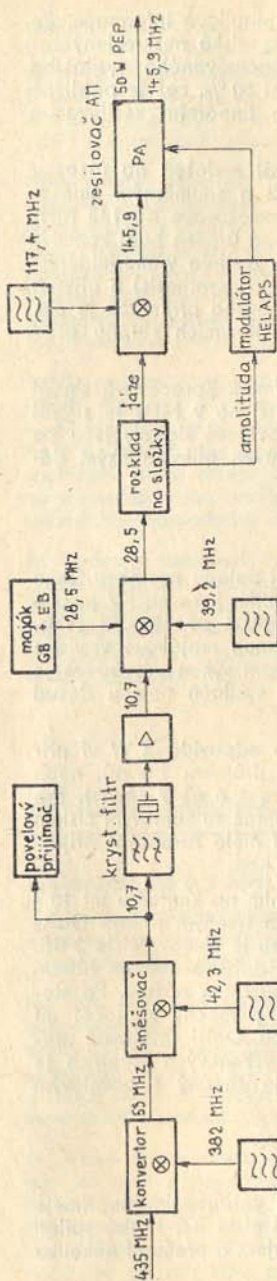 435 MHz
konvertor
382 MHz
53 MHz
směšovač
42,3 MHz
10,7
povelový
přijímač
kryst. filtr
10,7
maják
GB + EB
28,5 MHz
39,2 MHz
28,5
rozklad
na složky
fáze
amplituda
117,4 MHz
145,9
modulátor
HELAPS
zesilovač AM
PA
50W PEP
145,9 MHz